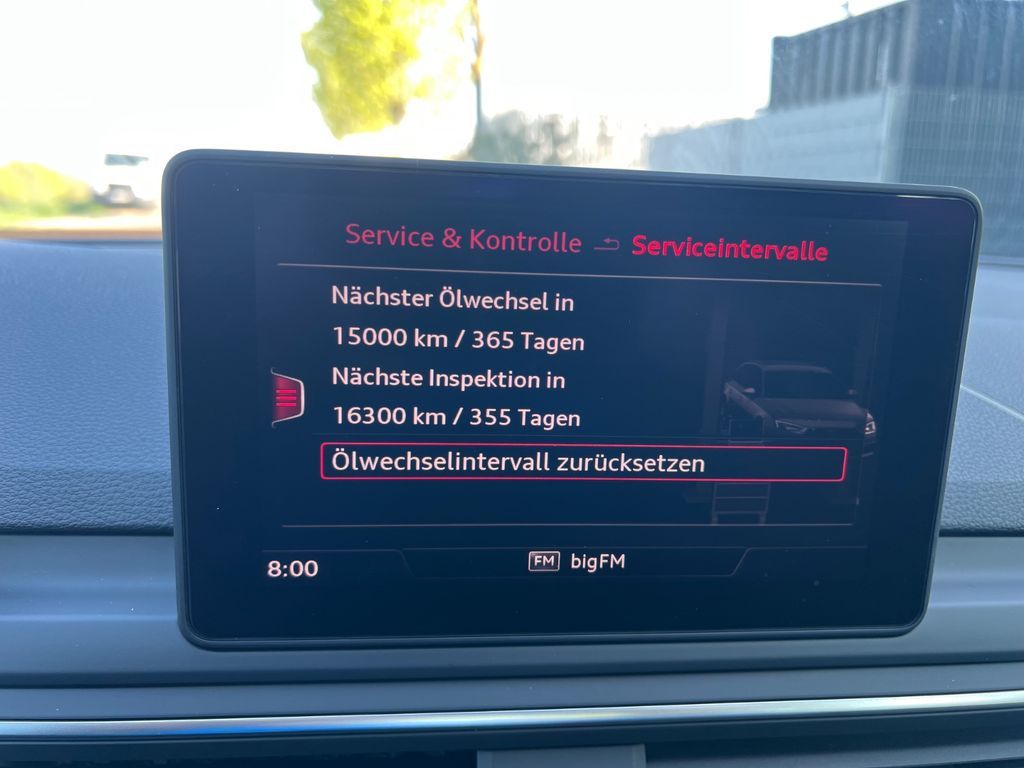 Service & Kontrolle Serviceintervalle
Nächster Ölwechsel in
15000 km / 365 Tagen
Nächste Inspektion in
16300 km / 355 Tagen
Ölwechselintervall zurücksetzen
8:00 FM bigFM